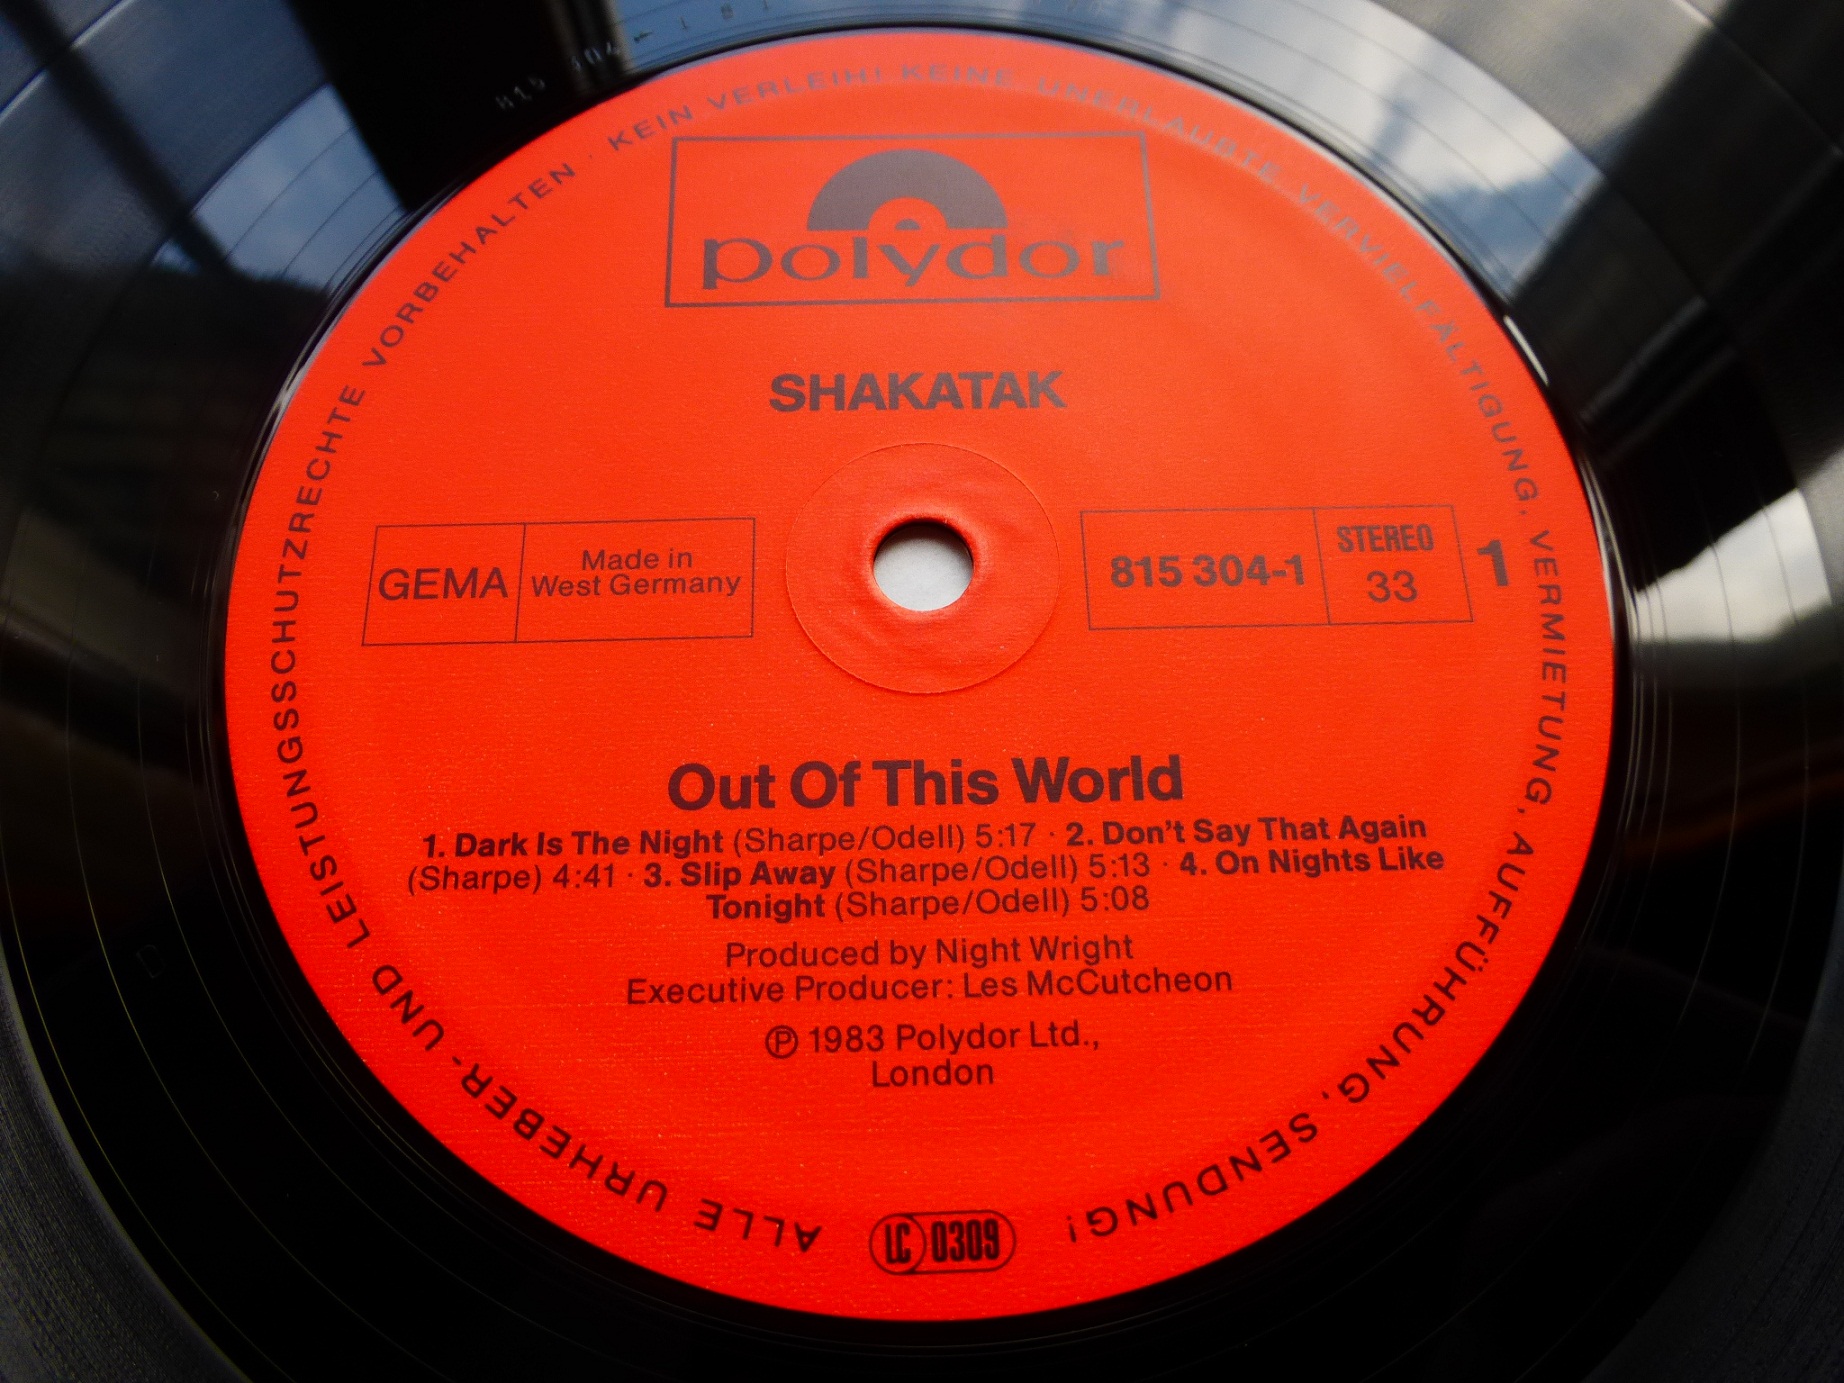 ALLE URHEBER- UND LEISTUNGSSCHUTZRECHTE VORBEHALTEN · KEIN VERLEIH! KEINE UNERLAUBTE VERVIELFÄLTIGUNG, VERMIETUNG, AUFFÜHRUNG, SENDUNG!
polydor
SHAKATAK
GEMA
Made in
West Germany
815 304-1
STEREO
33
1
Out Of This World
1. Dark Is The Night (Sharpe/Odell) 5:17 · 2. Don't Say That Again
(Sharpe) 4:41 · 3. Slip Away (Sharpe/Odell) 5:13 · 4. On Nights Like
Tonight (Sharpe/Odell) 5:08
Produced by Night Wright
Executive Producer: Les McCutcheon
Ⓟ 1983 Polydor Ltd.,
London
LC 0309